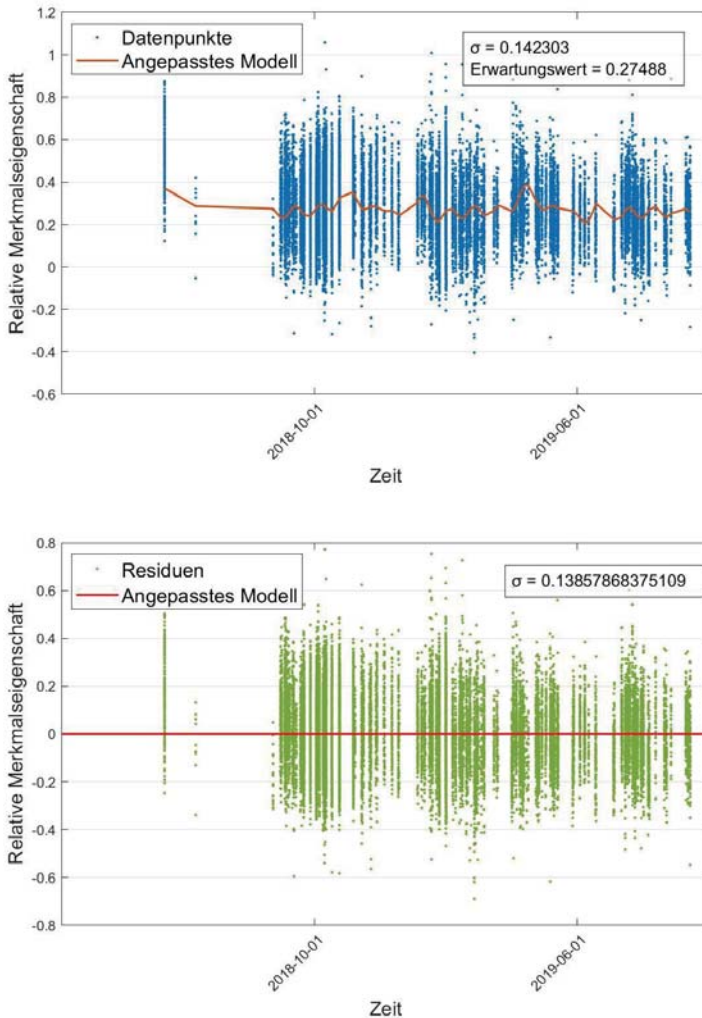 1.2
1
0.8
0.6
0.4
0.2
0
-0.2
-0.4
-0.6
Relative Merkmalseigenschaft
Datenpunkte
Angepasstes Modell
σ = 0.142303
Erwartungswert = 0.27488
2018-10-01
2019-06-01
Zeit
0.8
0.6
0.4
0.2
0
-0.2
-0.4
-0.6
-0.8
Relative Merkmalseigenschaft
Residuen
Angepasstes Modell
σ = 0.13857868375109
2018-10-01
2019-06-01
Zeit